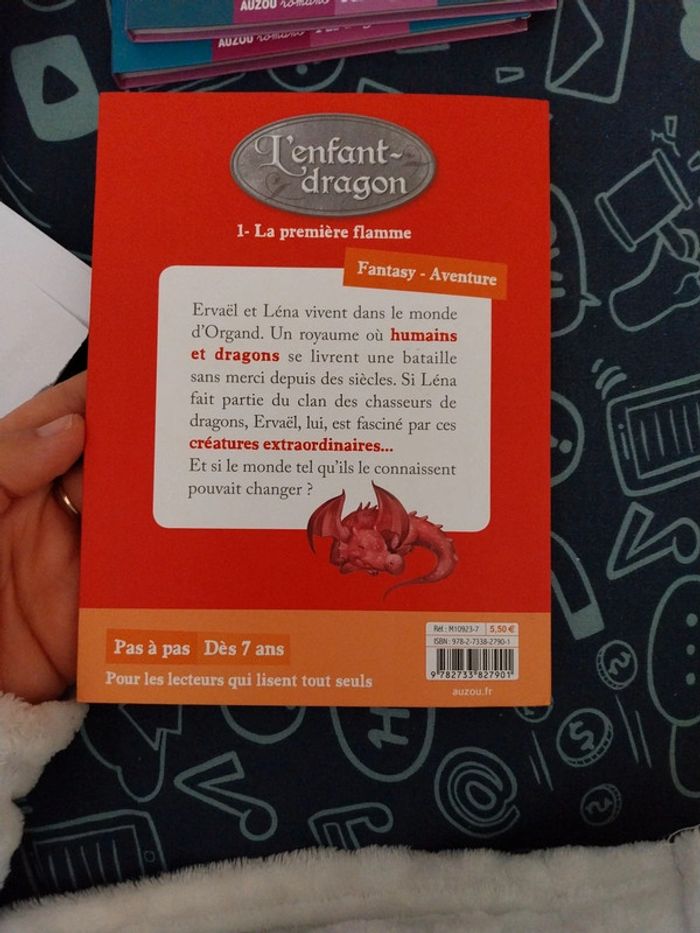 AUZOU romans
AUZOU romans
L'enfant-
dragon
1- La première flamme
Fantasy - Aventure
Ervaël et Léna vivent dans le monde
d'Organd. Un royaume où humains
et dragons se livrent une bataille
sans merci depuis des siècles. Si Léna
fait partie du clan des chasseurs de
dragons, Ervaël, lui, est fasciné par ces
créatures extraordinaires...
Et si le monde tel qu'ils le connaissent
pouvait changer ?
Réf : M10923-7 5,50 €
ISBN : 978-2-7338-2790-1
9 782733 827901
auzou.fr
Pas à pas Dès 7 ans
Pour les lecteurs qui lisent tout seuls